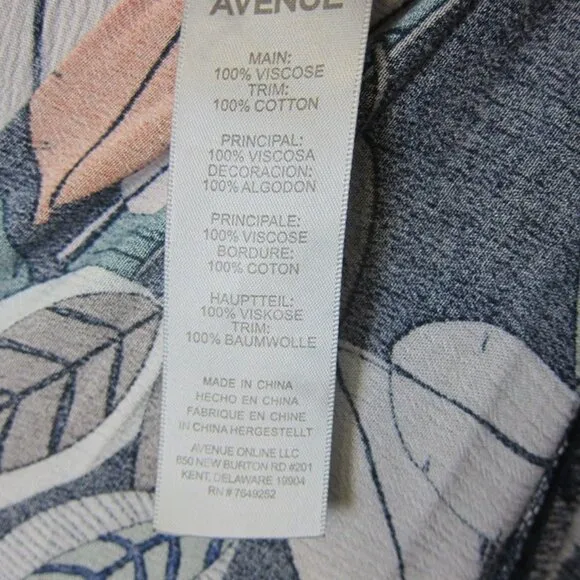 AVENUE
MAIN:
100% VISCOSE
TRIM:
100% COTTON
PRINCIPAL:
100% VISCOSA
DECORACION:
100% ALGODON
PRINCIPALE:
100% VISCOSE
BORDURE:
100% COTON
HAUPTTEIL:
100% VISKOSE
TRIM:
100% BAUMWOLLE
MADE IN CHINA
HECHO EN CHINA
FABRIQUE EN CHINE
IN CHINA HERGESTELLT
AVENUE ONLINE LLC
850 NEW BURTON RD #201
KENT, DELAWARE 19904
RN # 7649252